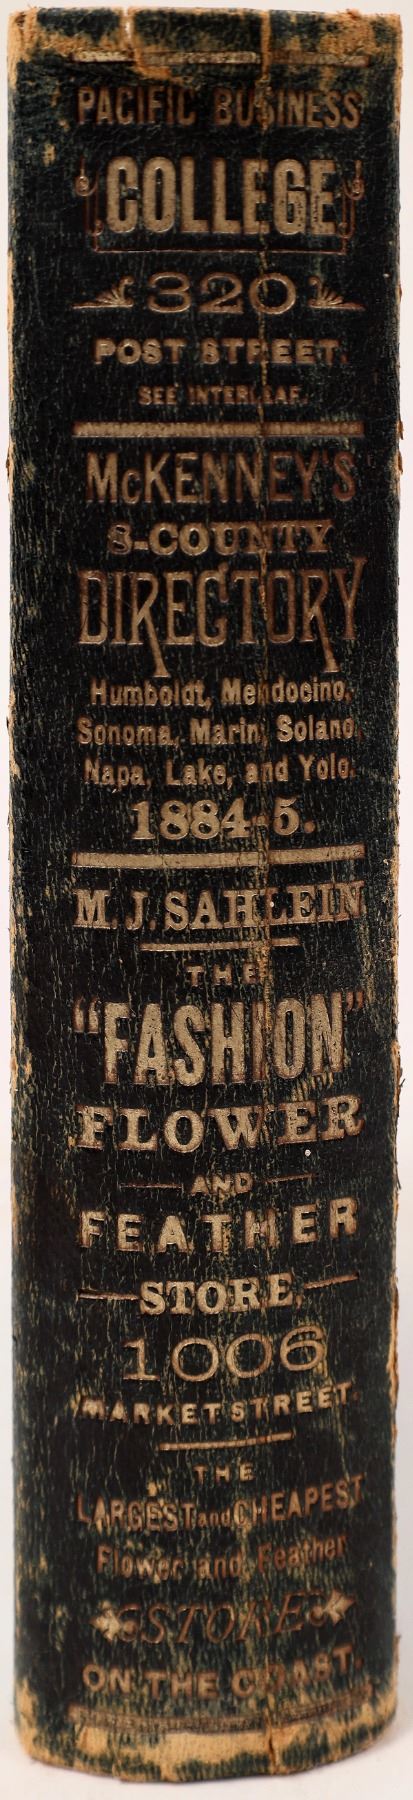 PACIFIC BUSINESS
COLLEGE
320
POST STREET.
SEE INTERLEAF.
McKENNEY'S
8-COUNTY
DIRECTORY
Humboldt, Mendocino,
Sonoma, Marin, Solano,
Napa, Lake, and Yolo.
1884-5.
M. J. SAHLEIN
THE
"FASHION"
FLOWER
AND
FEATHER
STORE
1006
MARKET STREET.
THE
LARGEST and CHEAPEST
Flower and Feather
STORE
ON THE COAST.